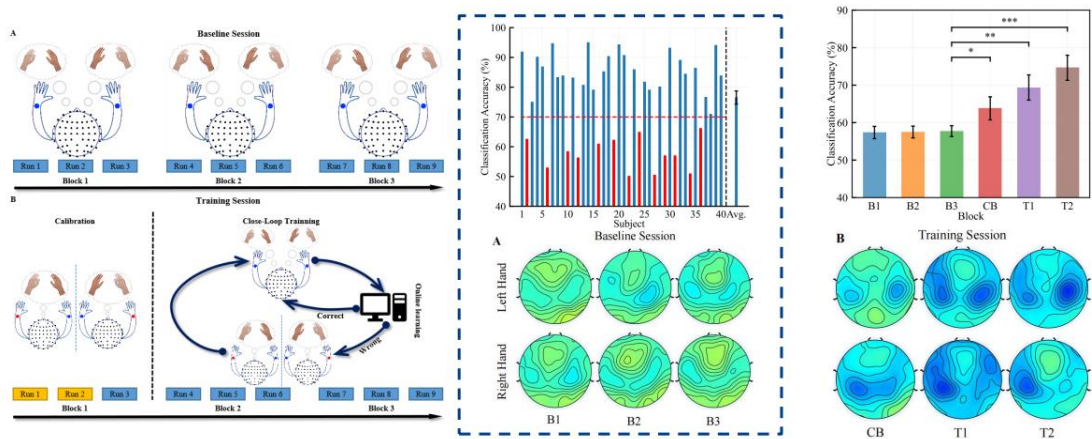 A
Baseline Session
Run 1 Run 2 Run 3 Run 4 Run 5 Run 6 Run 7 Run 8 Run 9
Block 1 Block 2 Block 3
B
Training Session
Calibration Close-Loop Trainning
Online learning
Correct
Wrong
Run 1 Run 2 Run 3 Run 4 Run 5 Run 6 Run 7 Run 8 Run 9
Block 1 Block 2 Block 3
Classification Accuracy (%)
100
90
80
70
60
50
40
1 5 10 15 20 25 30 35 40 Avg.
Subject
A Baseline Session
Left Hand
Right Hand
B1 B2 B3
Classification Accuracy (%)
90
80
70
60
50
40
***
**
*
B1 B2 B3 CB T1 T2
Block
B Training Session
CB T1 T2